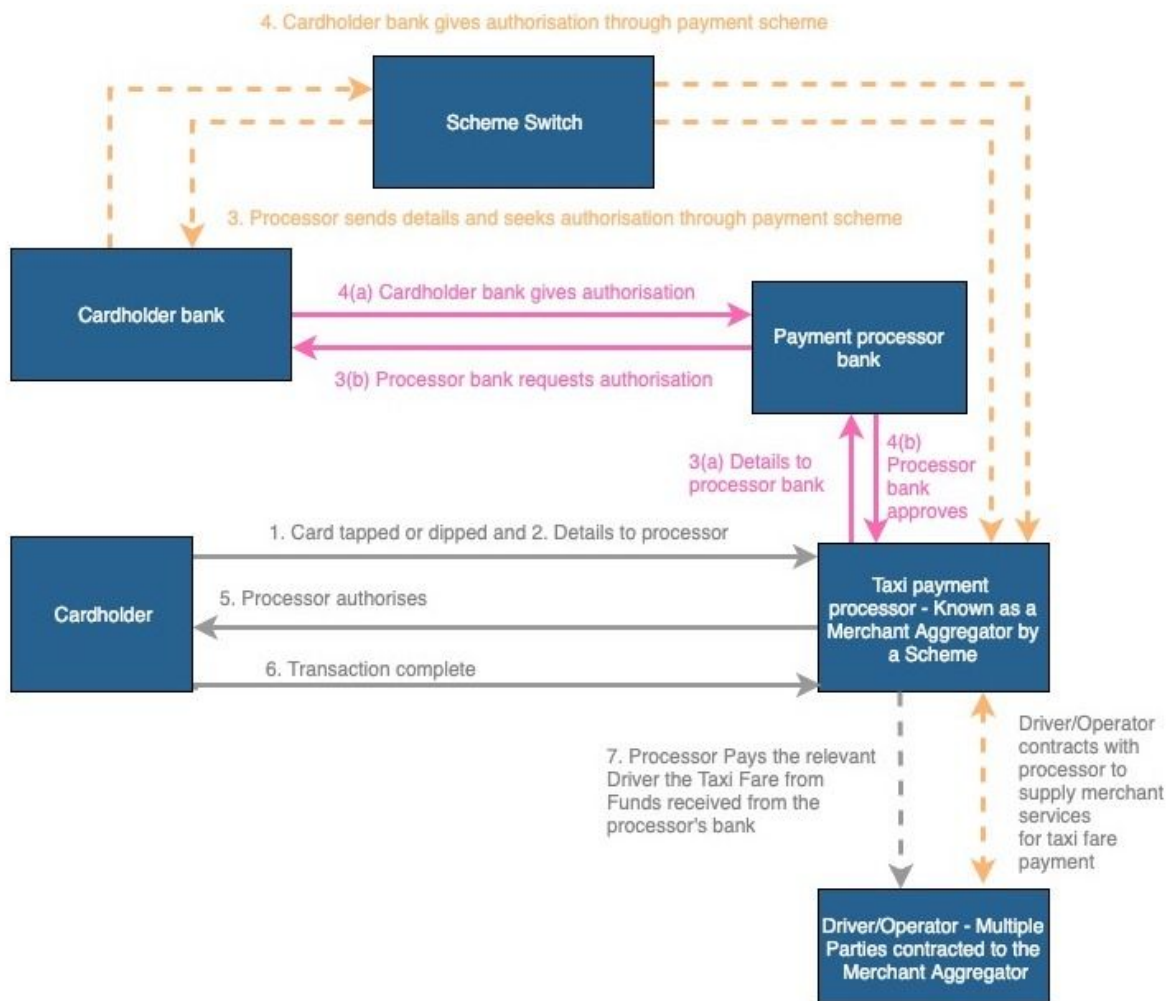 4. Cardholder bank gives authorisation through payment scheme
Scheme Switch
3. Processor sends details and seeks authorisation through payment scheme
Cardholder bank
4(a) Cardholder bank gives authorisation
3(b) Processor bank requests authorisation
Payment processor
bank
3(a) Details to
processor bank
4(b)
Processor
bank
approves
1. Card tapped or dipped and 2. Details to processor
Cardholder
5. Processor authorises
6. Transaction complete
Taxi payment
processor - Known as a
Merchant Aggregator by
a Scheme
7. Processor Pays the relevant
Driver the Taxi Fare from
Funds received from the
processor's bank
Driver/Operator
contracts with
processor to
supply merchant
services
for taxi fare
payment
Driver/Operator - Multiple
Parties contracted to the
Merchant Aggregator